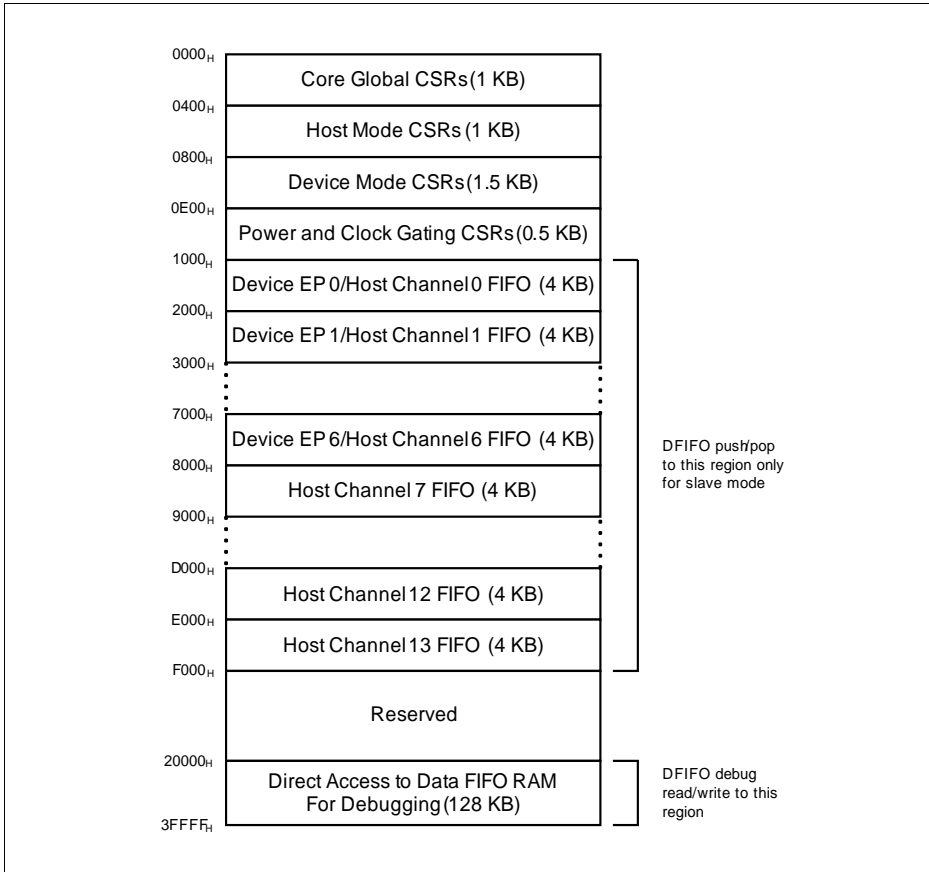 0000H
Core Global CSRs (1 KB)
0400H
Host Mode CSRs (1 KB)
0800H
Device Mode CSRs (1.5 KB)
0E00H
Power and Clock Gating CSRs (0.5 KB)
1000H
Device EP 0/Host Channel 0 FIFO (4 KB)
2000H
Device EP 1/Host Channel 1 FIFO (4 KB)
3000H
7000H
Device EP 6/Host Channel 6 FIFO (4 KB)
8000H
Host Channel 7 FIFO (4 KB)
9000H
DFIFO push/pop
to this region only
for slave mode
D000H
Host Channel 12 FIFO (4 KB)
E000H
Host Channel 13 FIFO (4 KB)
F000H
Reserved
20000H
Direct Access to Data FIFO RAM
For Debugging (128 KB)
3FFFFH
DFIFO debug
read/write to this
region